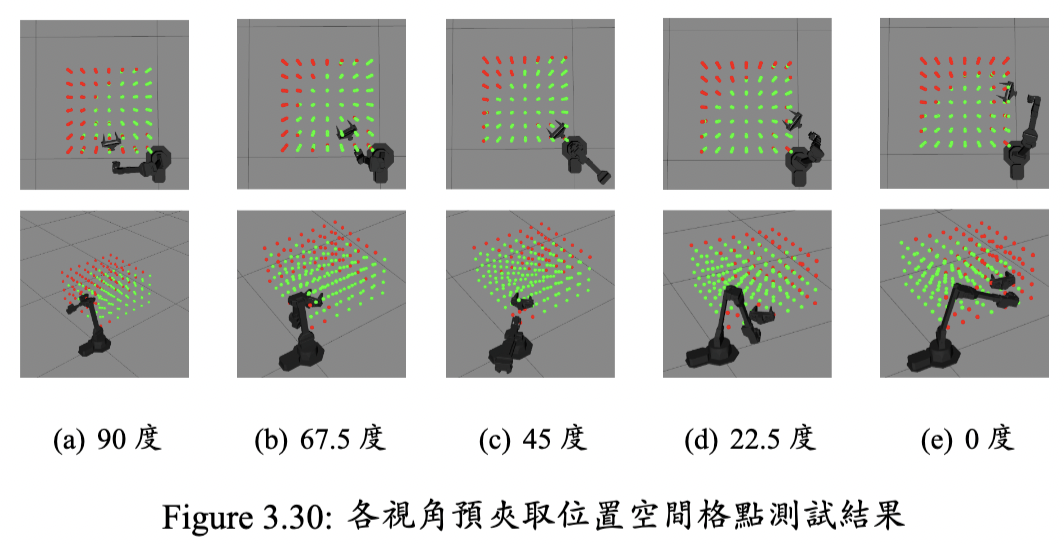 (a) 90 度
(b) 67.5 度
(c) 45 度
(d) 22.5 度
(e) 0 度
Figure 3.30: 各視角預夾取位置空間格點測試結果